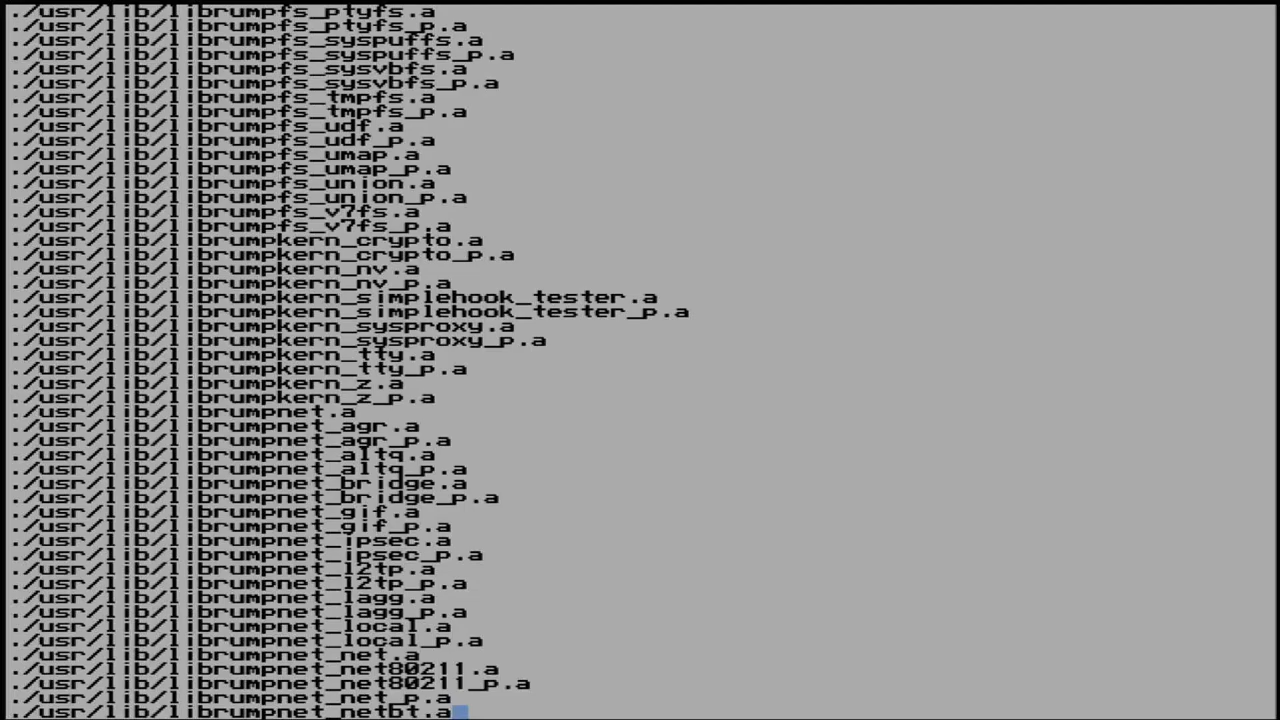 ./usr/lib/librumpfs_ptyfs.a
./usr/lib/librumpfs_ptyfs_p.a
./usr/lib/librumpfs_syspuffs.a
./usr/lib/librumpfs_syspuffs_p.a
./usr/lib/librumpfs_sysvbfs.a
./usr/lib/librumpfs_sysvbfs_p.a
./usr/lib/librumpfs_tmpfs.a
./usr/lib/librumpfs_tmpfs_p.a
./usr/lib/librumpfs_udf.a
./usr/lib/librumpfs_udf_p.a
./usr/lib/librumpfs_umap.a
./usr/lib/librumpfs_umap_p.a
./usr/lib/librumpfs_union.a
./usr/lib/librumpfs_union_p.a
./usr/lib/librumpfs_v7fs.a
./usr/lib/librumpfs_v7fs_p.a
./usr/lib/librumpkern_crypto.a
./usr/lib/librumpkern_crypto_p.a
./usr/lib/librumpkern_nv.a
./usr/lib/librumpkern_nv_p.a
./usr/lib/librumpkern_simplehook_tester.a
./usr/lib/librumpkern_simplehook_tester_p.a
./usr/lib/librumpkern_sysproxy.a
./usr/lib/librumpkern_sysproxy_p.a
./usr/lib/librumpkern_tty.a
./usr/lib/librumpkern_tty_p.a
./usr/lib/librumpkern_z.a
./usr/lib/librumpkern_z_p.a
./usr/lib/librumpnet.a
./usr/lib/librumpnet_agr.a
./usr/lib/librumpnet_agr_p.a
./usr/lib/librumpnet_altq.a
./usr/lib/librumpnet_altq_p.a
./usr/lib/librumpnet_bridge.a
./usr/lib/librumpnet_bridge_p.a
./usr/lib/librumpnet_gif.a
./usr/lib/librumpnet_gif_p.a
./usr/lib/librumpnet_ipsec.a
./usr/lib/librumpnet_ipsec_p.a
./usr/lib/librumpnet_l2tp.a
./usr/lib/librumpnet_l2tp_p.a
./usr/lib/librumpnet_lagg.a
./usr/lib/librumpnet_lagg_p.a
./usr/lib/librumpnet_local.a
./usr/lib/librumpnet_local_p.a
./usr/lib/librumpnet_net.a
./usr/lib/librumpnet_net80211.a
./usr/lib/librumpnet_net80211_p.a
./usr/lib/librumpnet_net_p.a
./usr/lib/librumpnet_netbt.a